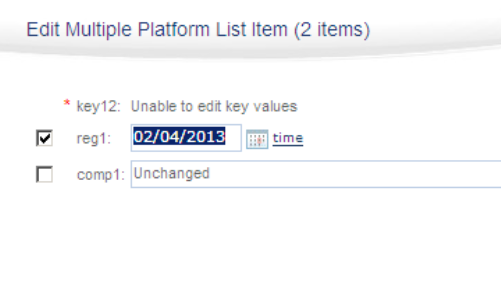 Edit Multiple Platform List Item (2 items)
* key12: Unable to edit key values
reg1: 02/04/2013 time
comp1: Unchanged